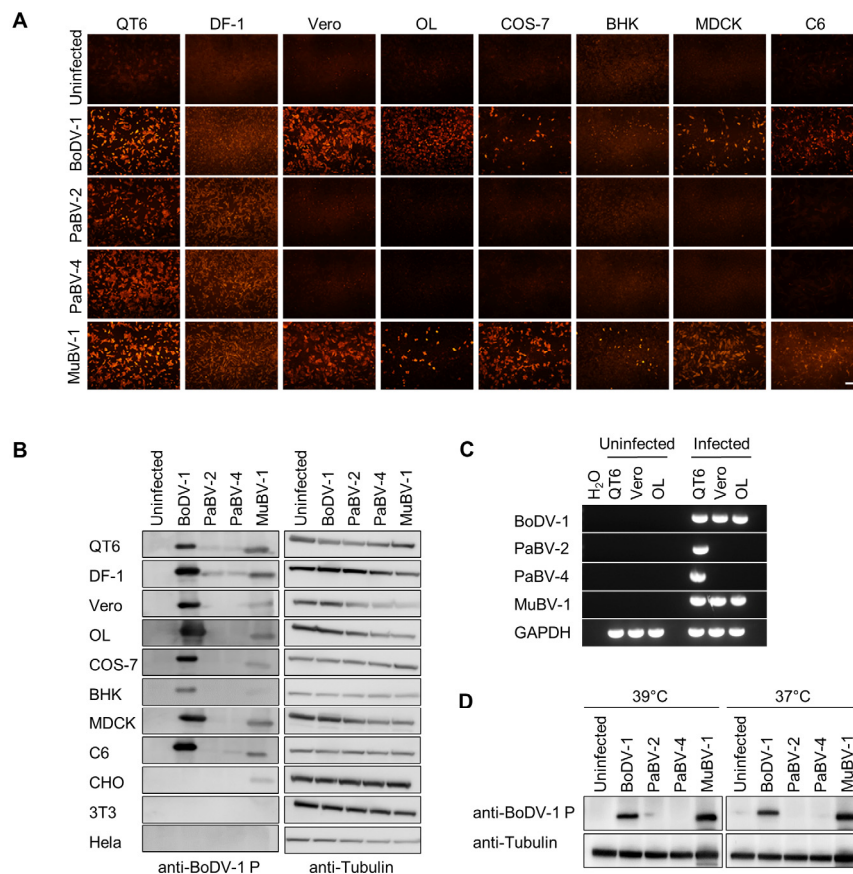 A
QT6 DF-1 Vero OL COS-7 BHK MDCK C6
Uninfected
BoDV-1
PaBV-2
PaBV-4
MuBV-1
B
Uninfected BoDV-1 PaBV-2 PaBV-4 MuBV-1 Uninfected BoDV-1 PaBV-2 PaBV-4 MuBV-1
QT6
DF-1
Vero
OL
COS-7
BHK
MDCK
C6
CHO
3T3
Hela
anti-BoDV-1 P anti-Tubulin
C
Uninfected Infected
H₂O QT6 Vero OL QT6 Vero OL
BoDV-1
PaBV-2
PaBV-4
MuBV-1
GAPDH
D
39°C 37°C
Uninfected BoDV-1 PaBV-2 PaBV-4 MuBV-1 Uninfected BoDV-1 PaBV-2 PaBV-4 MuBV-1
anti-BoDV-1 P
anti-Tubulin